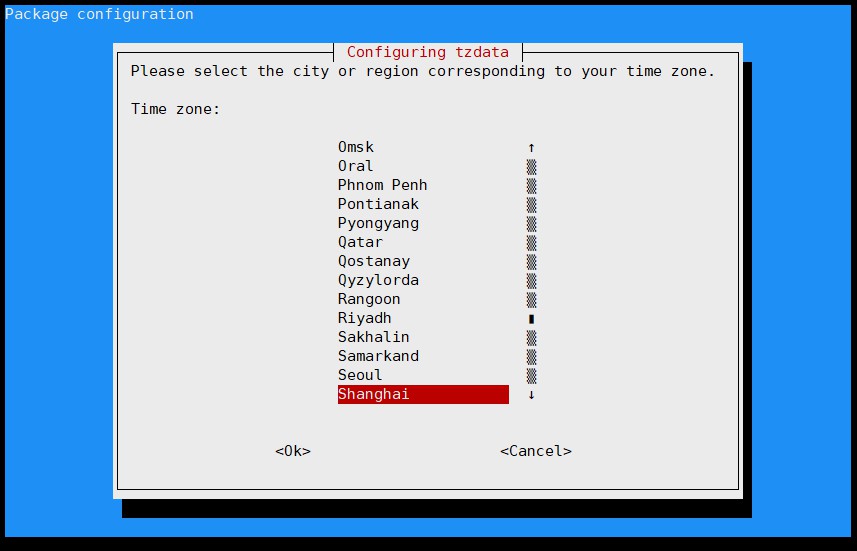 Package configuration
Configuring tzdata
Please select the city or region corresponding to your time zone.
Time zone:
Omsk
Oral
Phnom Penh
Pontianak
Pyongyang
Qatar
Qostanay
Qyzylorda
Rangoon
Riyadh
Sakhalin
Samarkand
Seoul
Shanghai
<Ok> <Cancel>